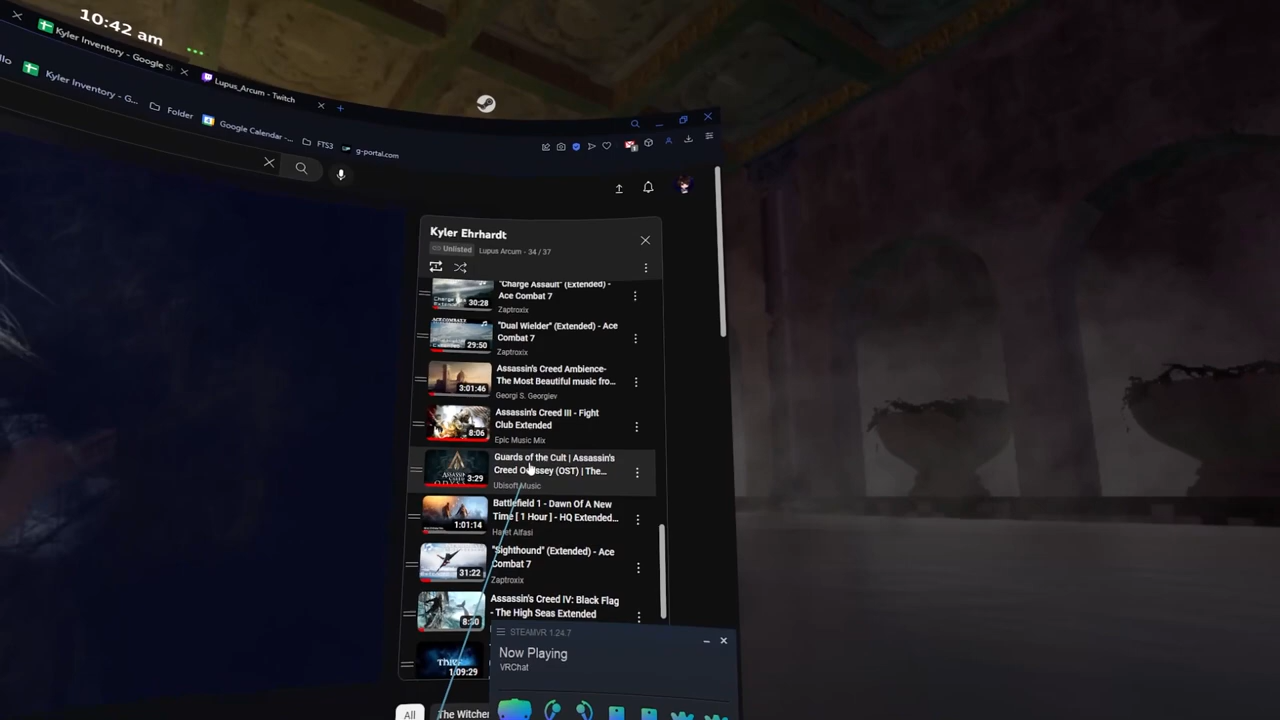 10:42 am
Kyler Inventory - Google S
Lupus_Arcum - Twitch
Kyler Inventory - G...
Folder
Google Calendar -...
FTS3
g-portal.com
Kyler Ehrhardt
Unlisted
Lupus Arcum - 34 / 37
"Charge Assault" (Extended) -
Ace Combat 7
30:28
Zaptroxix
"Dual Wielder" (Extended) - Ace
Combat 7
29:50
Zaptroxix
Assassin's Creed Ambience-
The Most Beautiful music fro...
3:01:46
Georgi S. Georgiev
Assassin's Creed III - Fight
Club Extended
8:06
Epic Music Mix
Guards of the Cult | Assassin's
Creed Odyssey (OST) | The...
3:29
Ubisoft Music
Battlefield 1 - Dawn Of A New
Time [ 1 Hour ] - HQ Extended...
1:01:14
Haret Alfasi
"Sighthound" (Extended) - Ace
Combat 7
31:22
Zaptroxix
Assassin's Creed IV: Black Flag
- The High Seas Extended
1:09:29
STEAMVR 1.24.7
Now Playing
VRChat
All
The Witcher